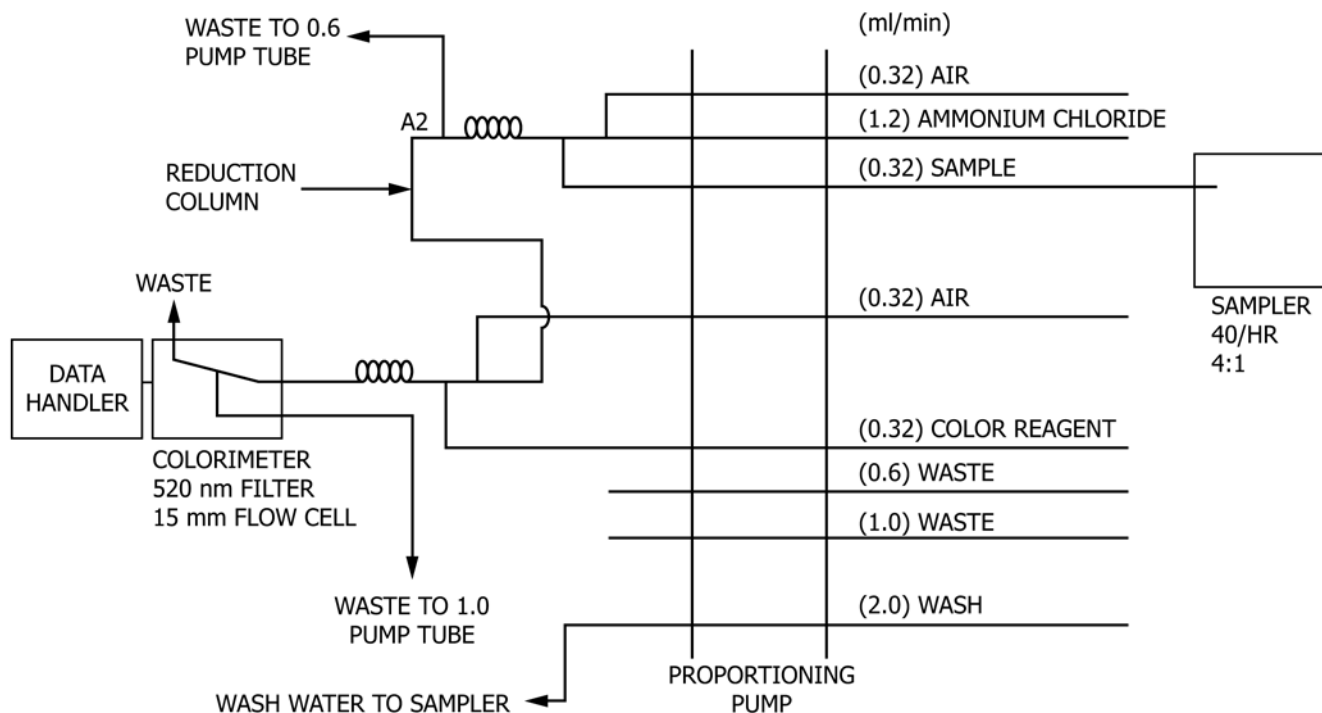 WASTE TO 0.6
PUMP TUBE
(ml/min)
(0.32) AIR
A2
(1.2) AMMONIUM CHLORIDE
REDUCTION
COLUMN
(0.32) SAMPLE
WASTE
(0.32) AIR
SAMPLER
40/HR
4:1
DATA
HANDLER
(0.32) COLOR REAGENT
COLORIMETER
520 nm FILTER
15 mm FLOW CELL
(0.6) WASTE
(1.0) WASTE
WASTE TO 1.0
PUMP TUBE
(2.0) WASH
PROPORTIONING
PUMP
WASH WATER TO SAMPLER